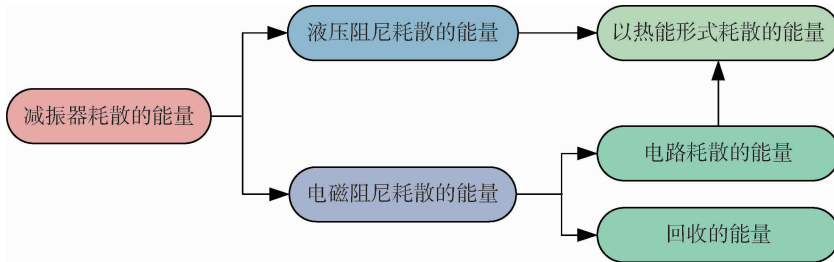 液压阻尼耗散的能量
以热能形式耗散的能量
减振器耗散的能量
电路耗散的能量
电磁阻尼耗散的能量
回收的能量